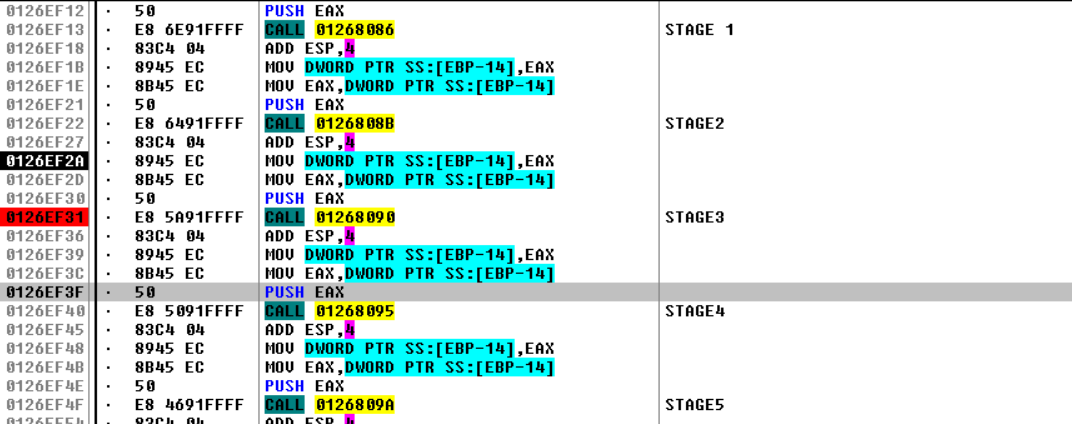 0126EF12 · 50 PUSH EAX
0126EF13 · E8 6E91FFFF CALL 01268086 STAGE 1
0126EF18 · 83C4 04 ADD ESP,4
0126EF1B · 8945 EC MOV DWORD PTR SS:[EBP-14],EAX
0126EF1E · 8B45 EC MOV EAX,DWORD PTR SS:[EBP-14]
0126EF21 · 50 PUSH EAX
0126EF22 · E8 6491FFFF CALL 0126808B STAGE2
0126EF27 · 83C4 04 ADD ESP,4
0126EF2A · 8945 EC MOV DWORD PTR SS:[EBP-14],EAX
0126EF2D · 8B45 EC MOV EAX,DWORD PTR SS:[EBP-14]
0126EF30 · 50 PUSH EAX
0126EF31 · E8 5A91FFFF CALL 01268090 STAGE3
0126EF36 · 83C4 04 ADD ESP,4
0126EF39 · 8945 EC MOV DWORD PTR SS:[EBP-14],EAX
0126EF3C · 8B45 EC MOV EAX,DWORD PTR SS:[EBP-14]
0126EF3F · 50 PUSH EAX
0126EF40 · E8 5091FFFF CALL 01268095 STAGE4
0126EF45 · 83C4 04 ADD ESP,4
0126EF48 · 8945 EC MOV DWORD PTR SS:[EBP-14],EAX
0126EF4B · 8B45 EC MOV EAX,DWORD PTR SS:[EBP-14]
0126EF4E · 50 PUSH EAX
0126EF4F · E8 4691FFFF CALL 0126809A STAGE5
· 83C4 04 ADD ESP,4